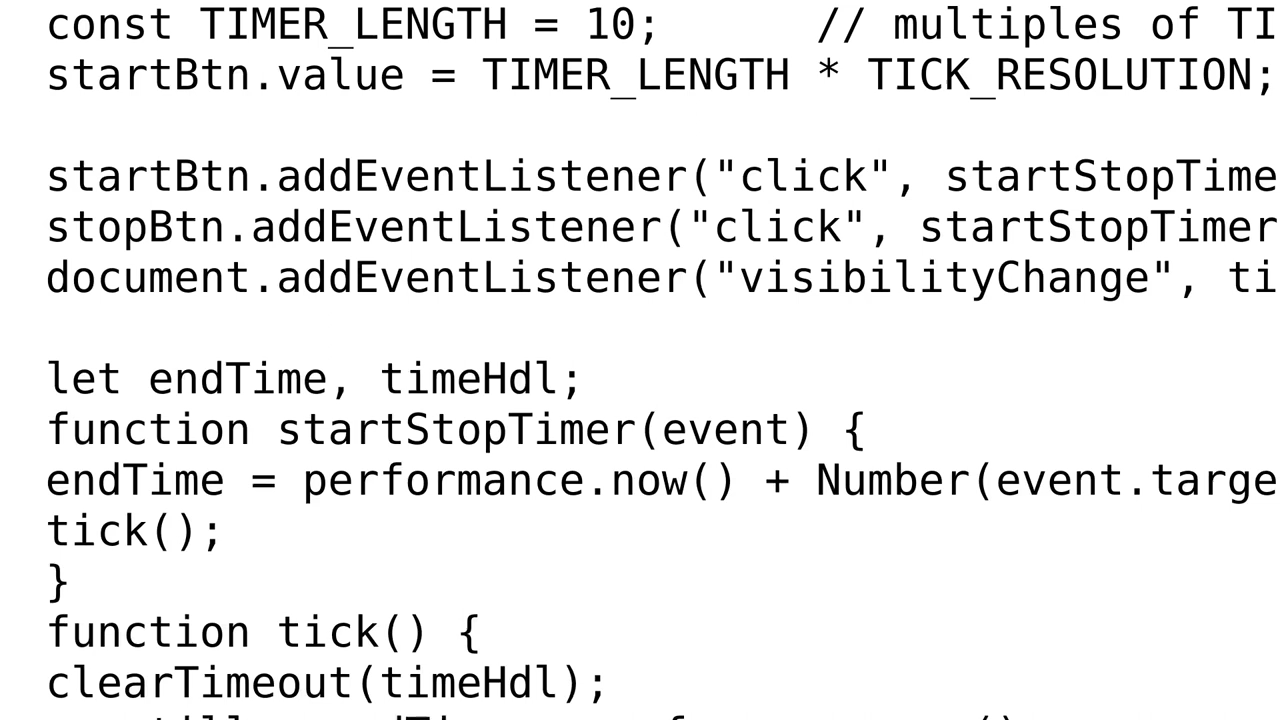 const TIMER_LENGTH = 10;      // multiples of TI
startBtn.value = TIMER_LENGTH * TICK_RESOLUTION;
startBtn.addEventListener("click", startStopTime
stopBtn.addEventListener("click", startStopTimer
document.addEventListener("visibilityChange", ti
let endTime, timeHdl;
function startStopTimer(event) {
endTime = performance.now() + Number(event.targe
tick();
}
function tick() {
clearTimeout(timeHdl);